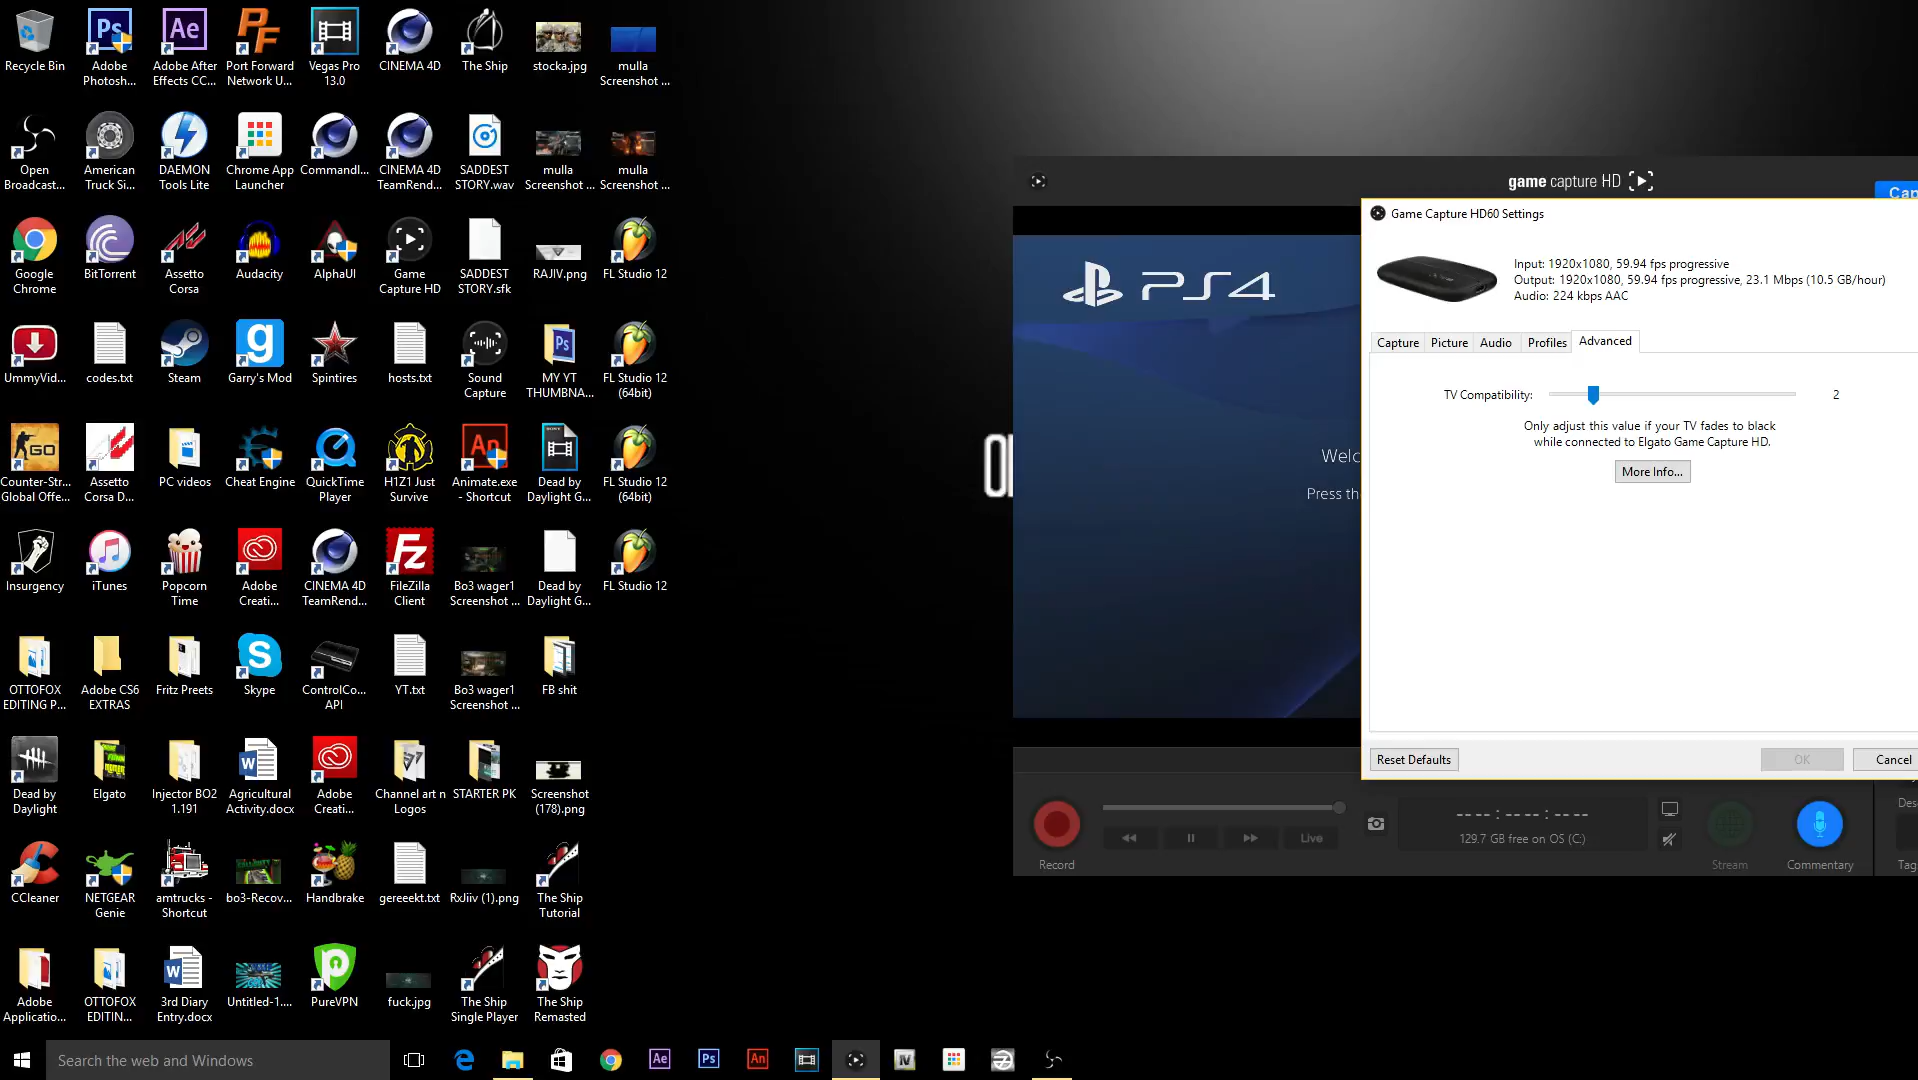 Recycle Bin
Adobe
Photosh...
Adobe After
Effects CC...
Port Forward
Network U...
Vegas Pro
13.0
CINEMA 4D
The Ship
stocka.jpg
mulla
Screenshot ...
Open
Broadcast...
American
Truck Si...
DAEMON
Tools Lite
Chrome App
Launcher
Commandl...
CINEMA 4D
TeamRend...
SADDEST
STORY.wav
mulla
Screenshot ...
mulla
Screenshot ...
Google
Chrome
BitTorrent
Assetto
Corsa
Audacity
AlphaUI
Game
Capture HD
SADDEST
STORY.sfk
RAJIV.png
FL Studio 12
UmmyVid...
codes.txt
Steam
Garry's Mod
Spintires
hosts.txt
Sound
Capture
MY YT
THUMBNA...
FL Studio 12
(64bit)
Counter-Str...
Global Offe...
Assetto
Corsa D...
PC videos
Cheat Engine
QuickTime
Player
H1Z1 Just
Survive
Animate.exe
- Shortcut
Dead by
Daylight G...
FL Studio 12
(64bit)
Insurgency
iTunes
Popcorn
Time
Adobe
Creati...
CINEMA 4D
TeamRend...
FileZilla
Client
Bo3 wager1
Screenshot ...
Dead by
Daylight G...
FL Studio 12
OTTOFOX
EDITING P...
Adobe CS6
EXTRAS
Fritz Preets
Skype
ControlCo...
API
YT.txt
Bo3 wager1
Screenshot ...
FB shit
Dead by
Daylight
Elgato
Injector BO2
1.191
Agricultural
Activity.docx
Adobe
Creati...
Channel art n
Logos
STARTER PK
Screenshot
(178).png
CCleaner
NETGEAR
Genie
amtrucks -
Shortcut
bo3-Recov...
Handbrake
gereeekt.txt
RxJiiv (1).png
The Ship
Tutorial
Adobe
Applicatio...
OTTOFOX
EDITIN...
3rd Diary
Entry.docx
Untitled-1....
PureVPN
fuck.jpg
The Ship
Single Player
The Ship
Remasted
game capture HD
Cap
PS4
Welc
Press th
Game Capture HD60 Settings
Input: 1920x1080, 59.94 fps progressive
Output: 1920x1080, 59.94 fps progressive, 23.1 Mbps (10.5 GB/hour)
Audio: 224 kbps AAC
Capture Picture Audio Profiles Advanced
TV Compatibility: 2
Only adjust this value if your TV fades to black
while connected to Elgato Game Capture HD.
More Info...
Reset Defaults OK Cancel
Live
-- -- : -- -- : -- --
129.7 GB free on OS (C:)
Record
Stream
Commentary
Des
Tag
Search the web and Windows